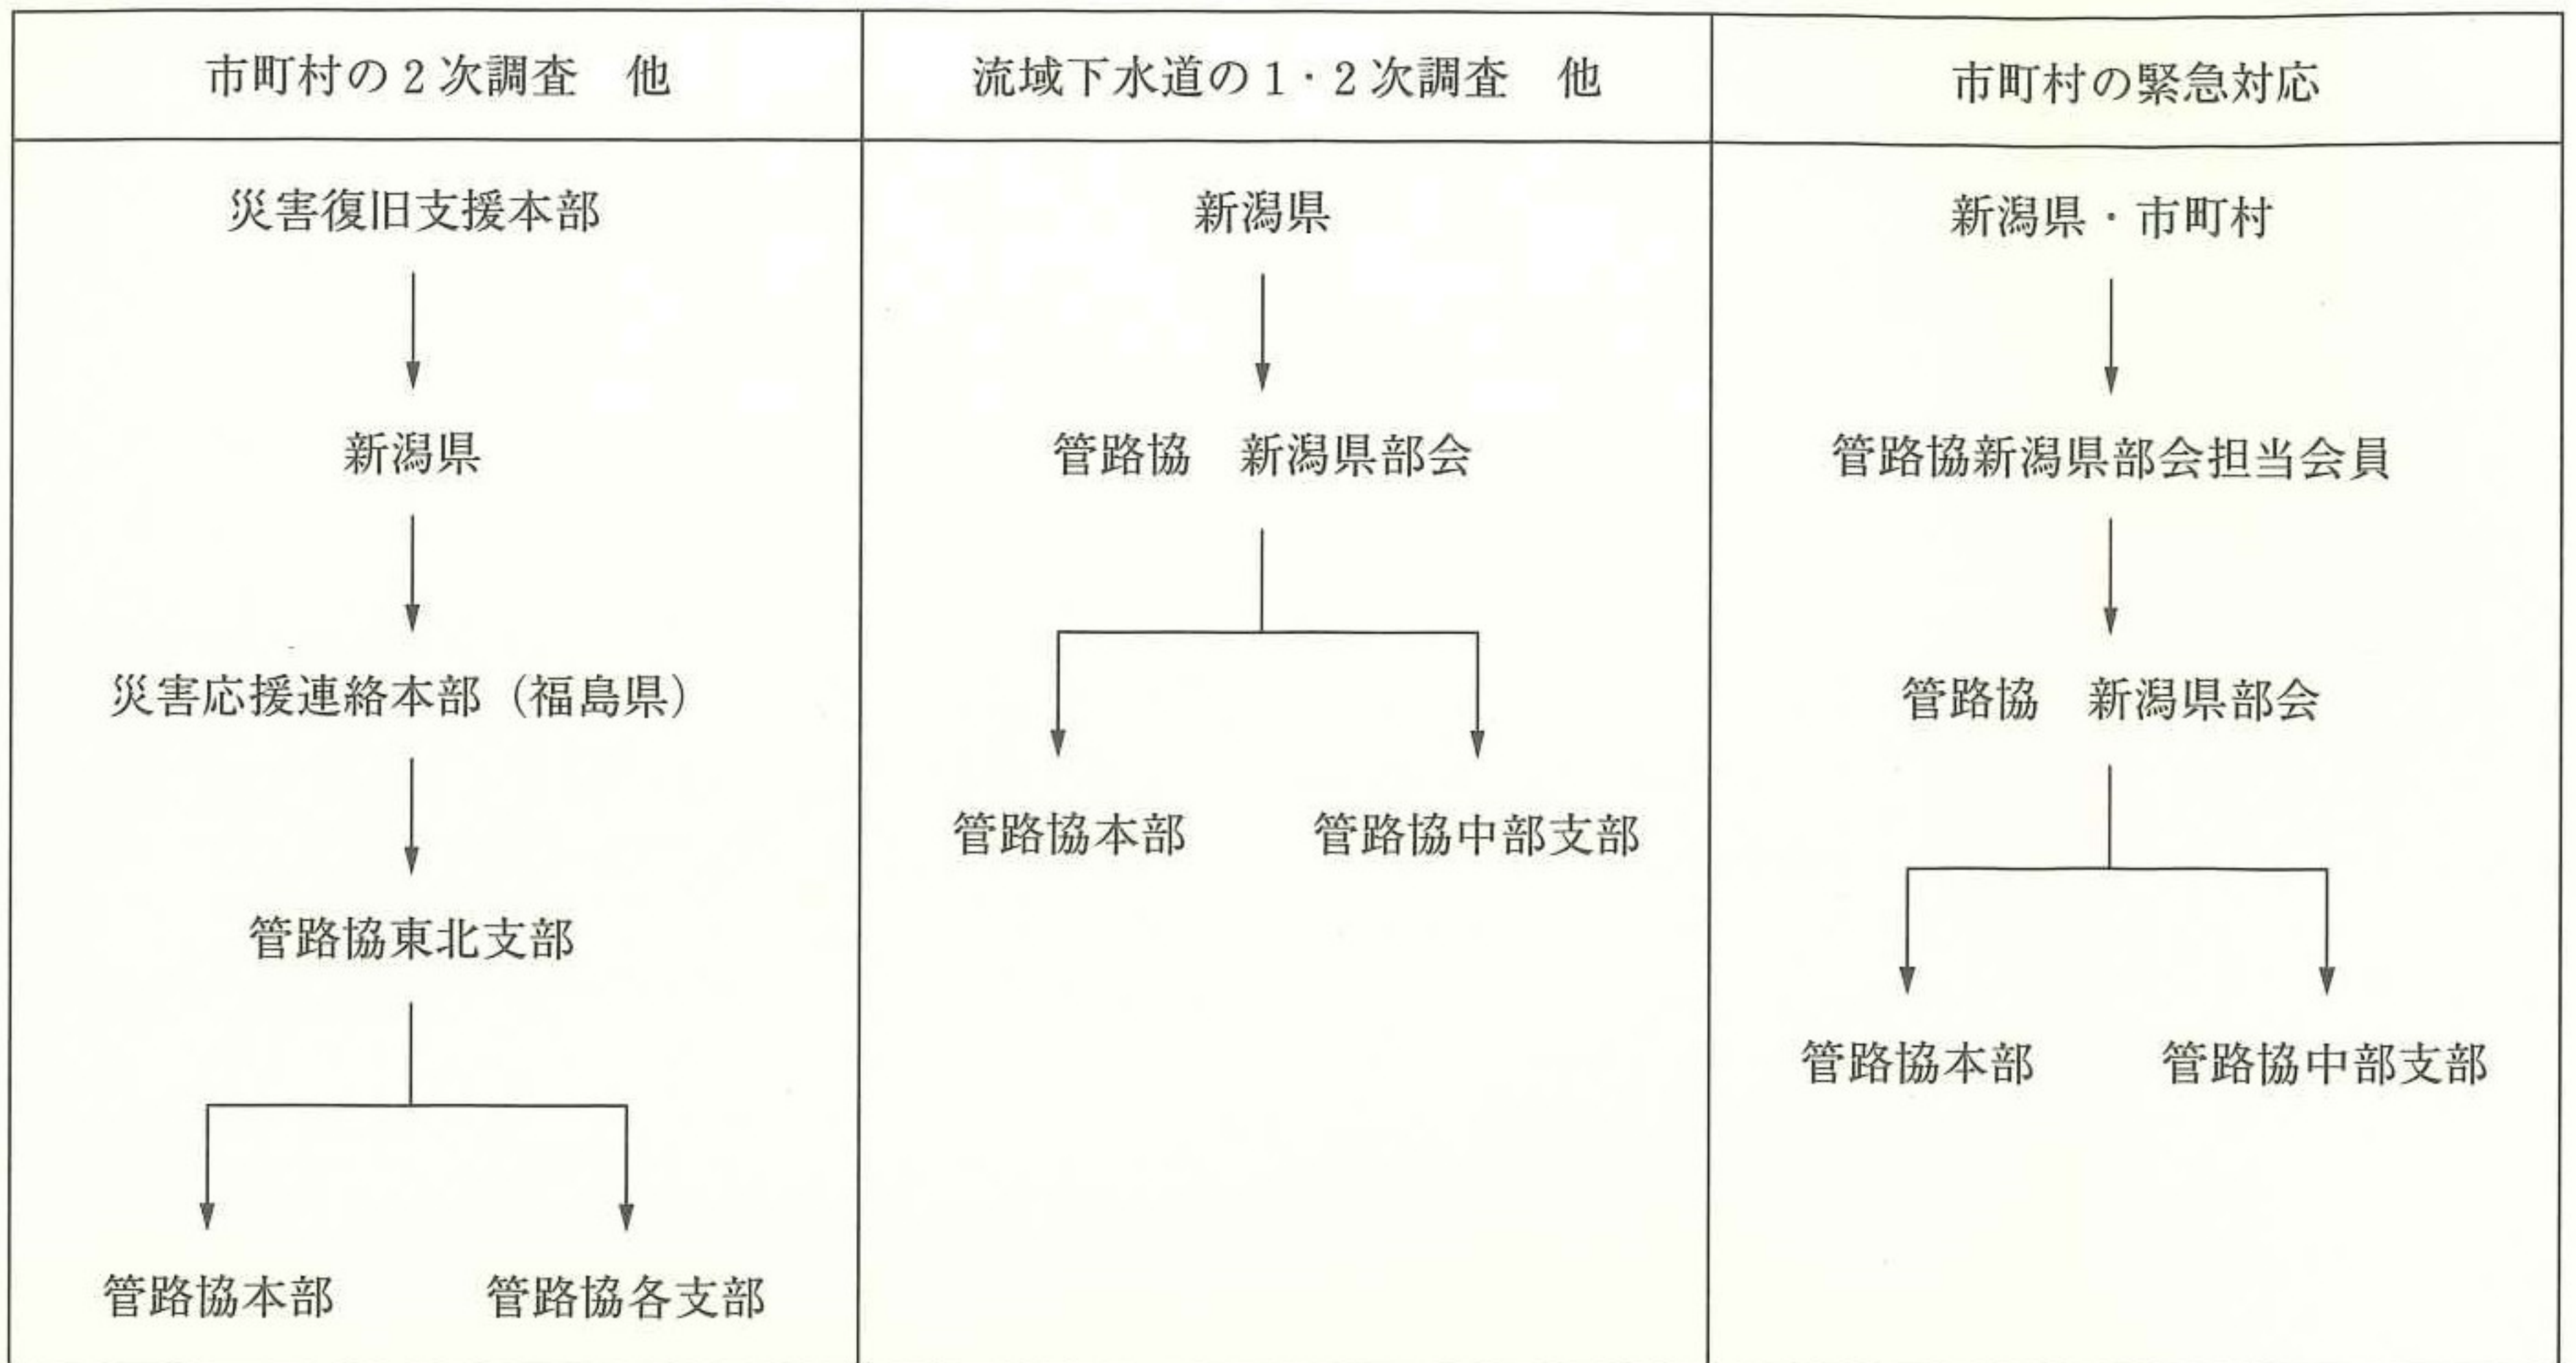 市町村の2次調査　他
災害復旧支援本部
新潟県
災害応援連絡本部（福島県）
管路協東北支部
管路協本部
管路協各支部
流域下水道の1・2次調査　他
新潟県
管路協　新潟県部会
管路協本部
管路協中部支部
市町村の緊急対応
新潟県・市町村
管路協新潟県部会担当会員
管路協　新潟県部会
管路協本部
管路協中部支部